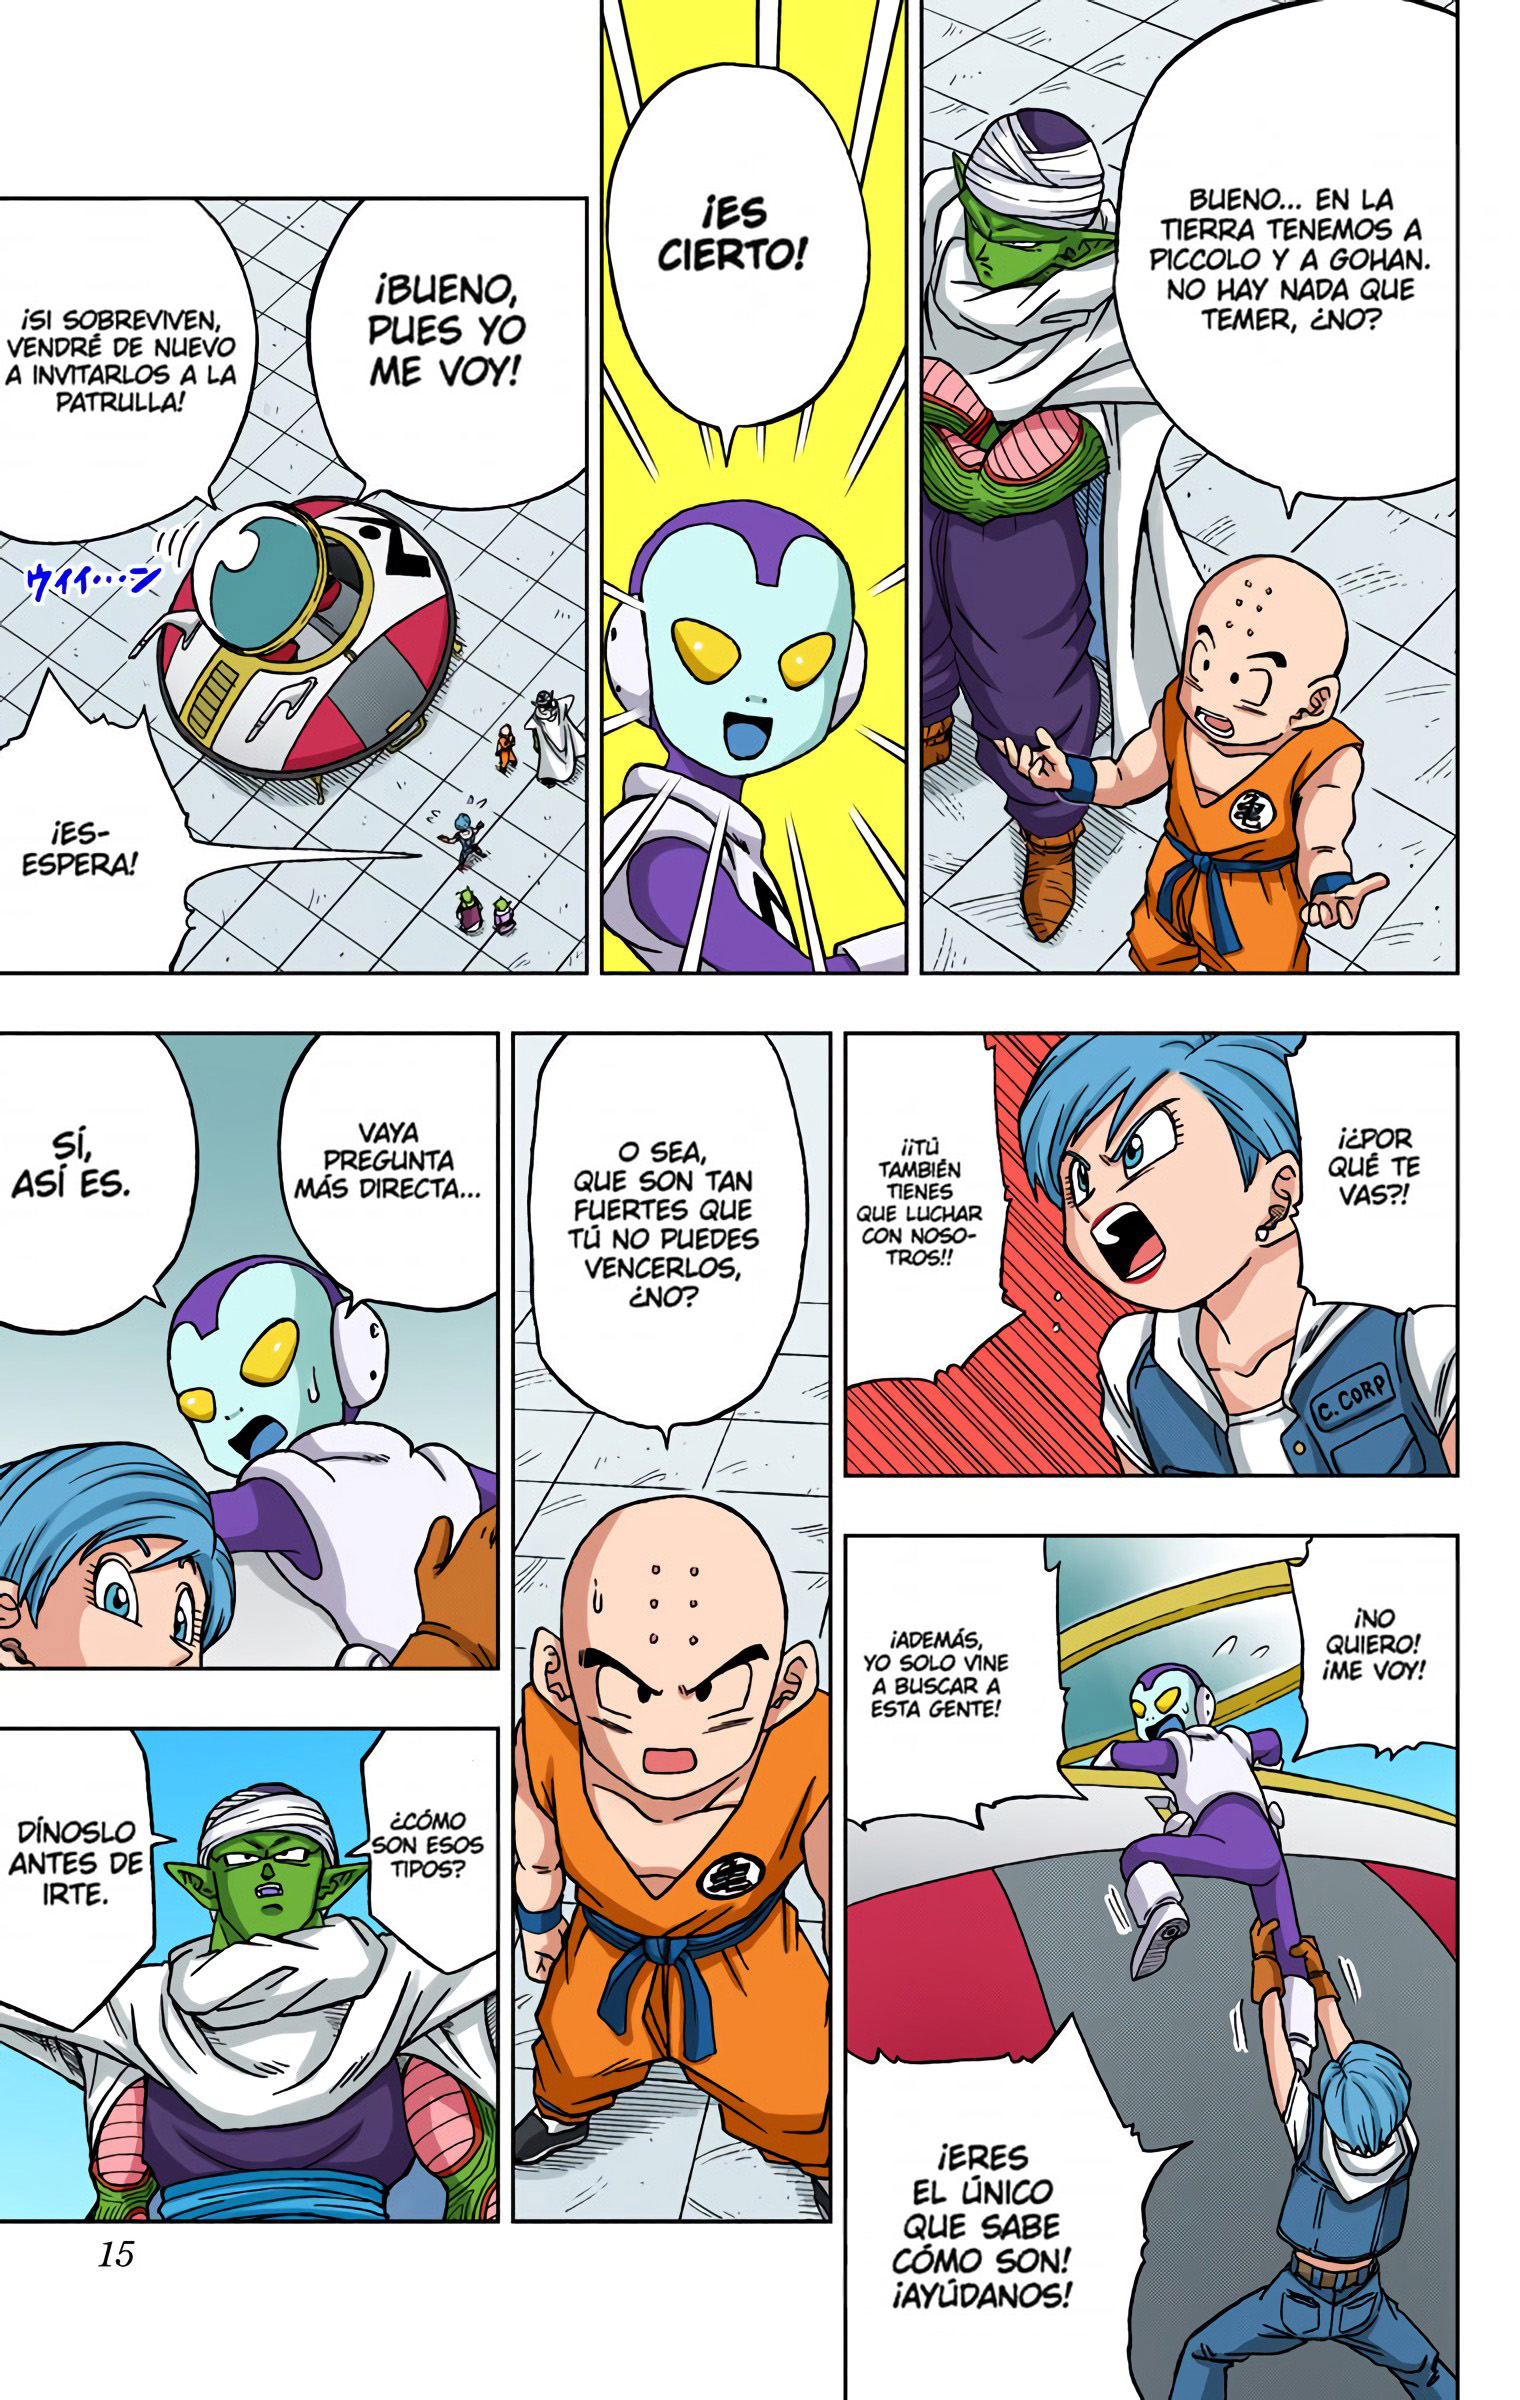 BUENO... EN LA
TIERRA TENEMOS A
PICCOLO Y A GOHAN.
NO HAY NADA QUE
TEMER, ¿NO?
亀
¡ES
CIERTO!
¡BUENO,
PUES YO
ME VOY!
¡SI SOBREVIVEN,
VENDRÉ DE NUEVO
A INVITARLOS A LA
PATRULLA!
ウィイ・・・ン
¡ES-
ESPERA!
¡¿POR
QUÉ TE
VAS?!
¡¡TÚ
TAMBIÉN
TIENES
QUE LUCHAR
CON NOSO-
TROS!!
C. CORP
¡NO
QUIERO!
¡ME VOY!
¡ADEMÁS,
YO SOLO VINE
A BUSCAR A
ESTA GENTE!
¡ERES
EL ÚNICO
QUE SABE
CÓMO SON!
¡AYÚDANOS!
O SEA,
QUE SON TAN
FUERTES QUE
TÚ NO PUEDES
VENCERLOS,
¿NO?
亀
VAYA
PREGUNTA
MÁS DIRECTA...
SÍ,
ASÍ ES.
¿CÓMO
SON ESOS
TIPOS?
DÍNOSLO
ANTES DE
IRTE.
15